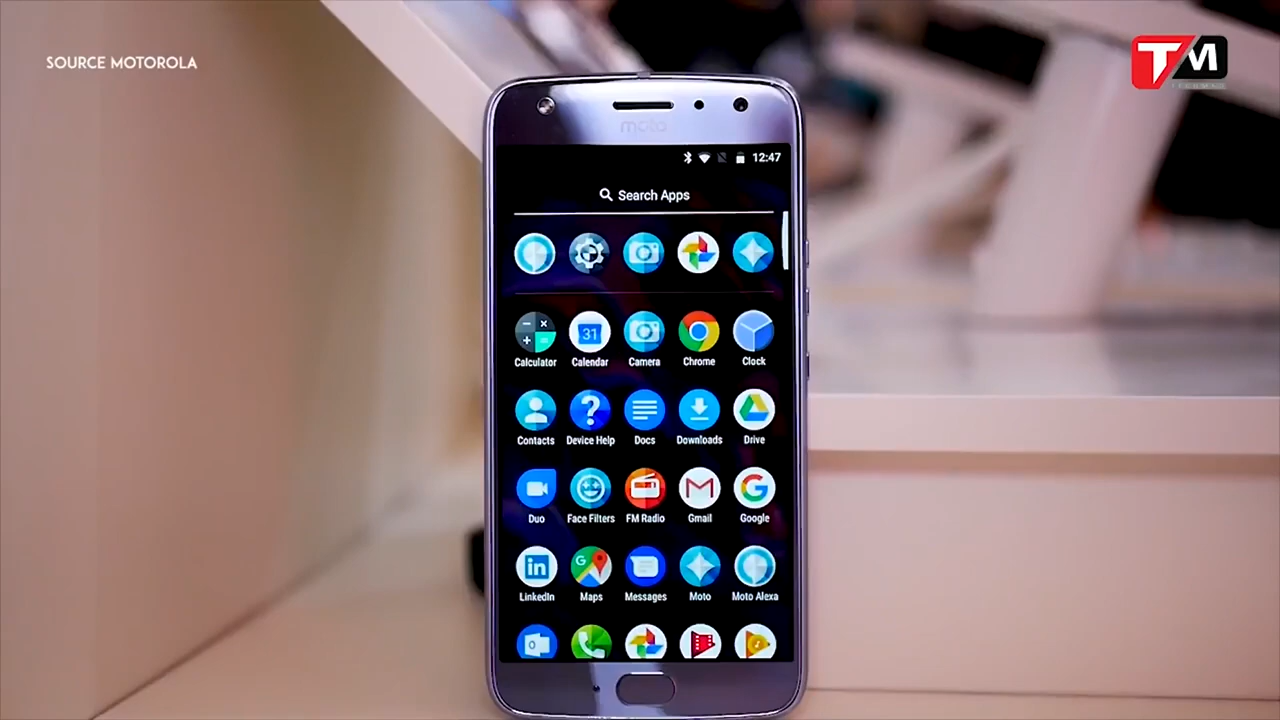 SOURCE MOTOROLA
TM
moto
12:47
Search Apps
31
Calculator Calendar Camera Chrome Clock
Contacts Device Help Docs Downloads Drive
Duo Face Filters FM Radio Gmail Google
LinkedIn Maps Messages Moto Moto Alexa